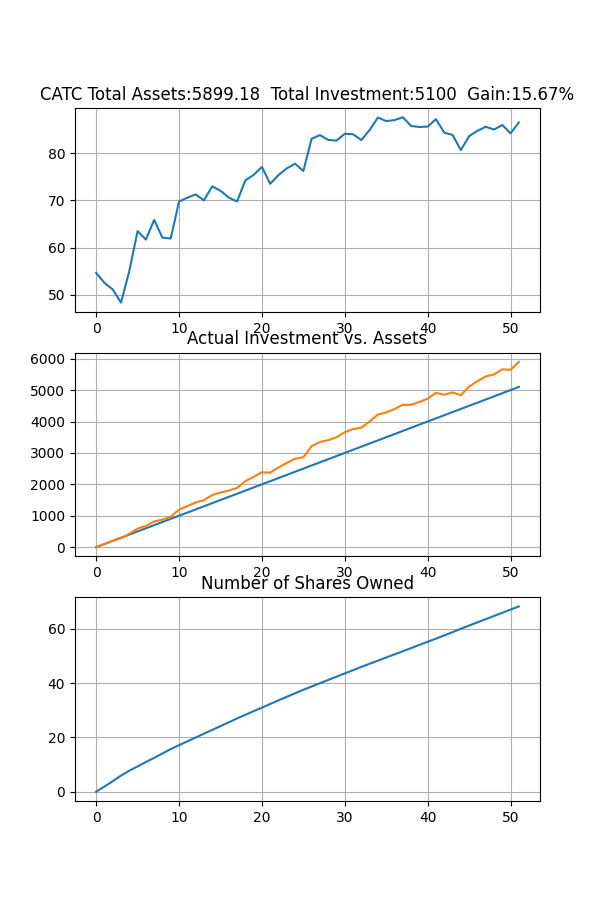 CATC Total Assets:5899.18  Total Investment:5100  Gain:15.67%
80
70
60
50
0 10 20 30 40 50
Actual Investment vs. Assets
6000
5000
4000
3000
2000
1000
0
0 10 20 30 40 50
Number of Shares Owned
60
40
20
0
0 10 20 30 40 50